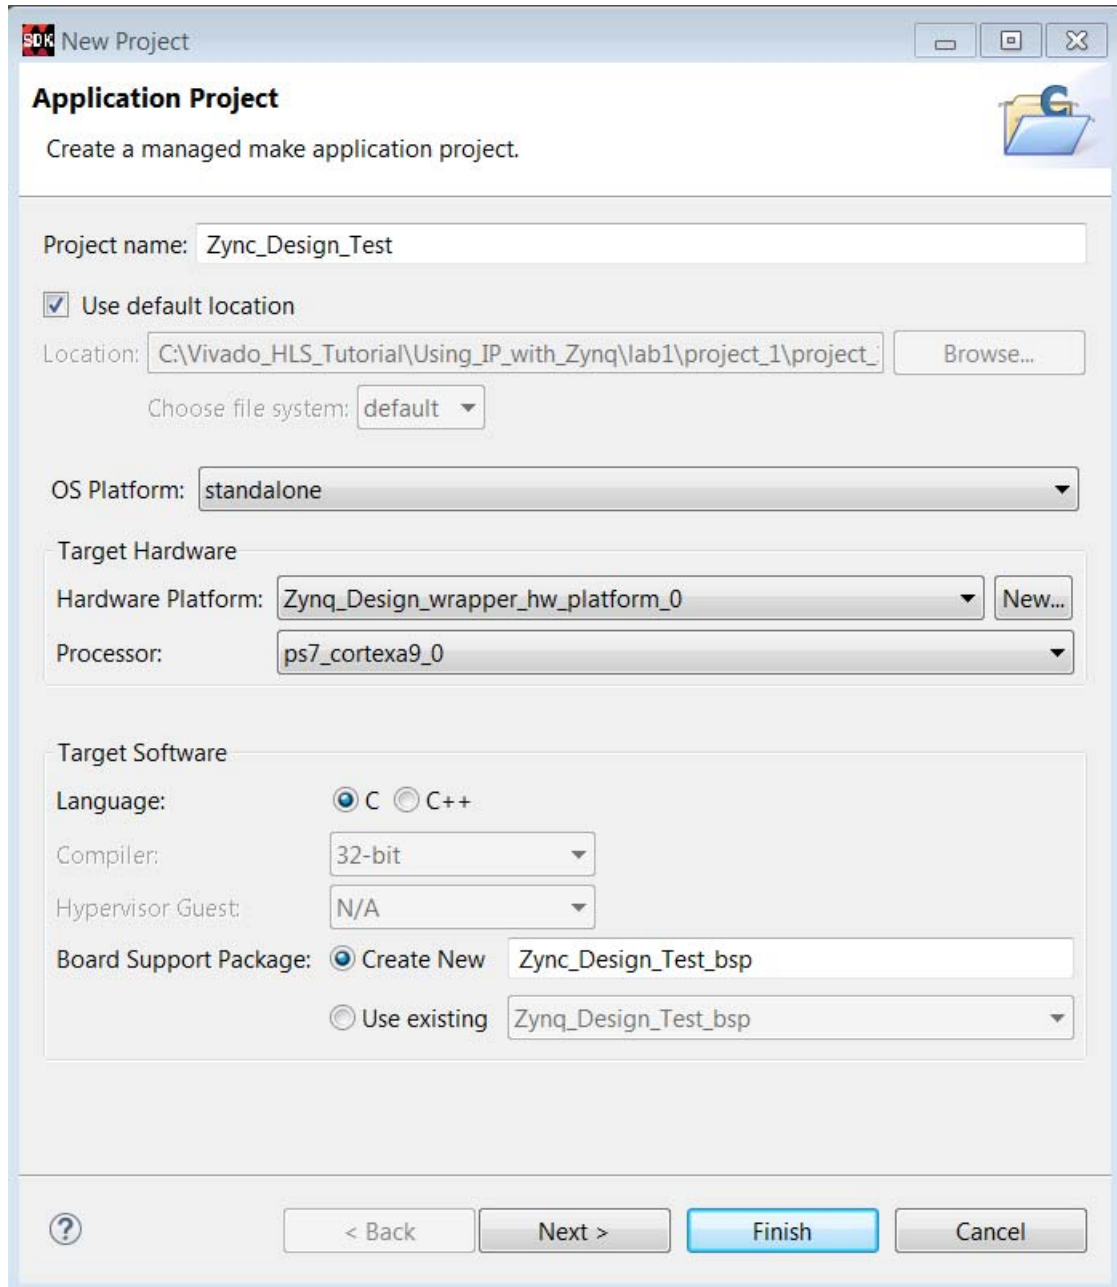 SDK New Project
Application Project
Create a managed make application project.
Project name: Zync_Design_Test
Use default location
Location: C:\Vivado_HLS_Tutorial\Using_IP_with_Zynq\lab1\project_1\project_ Browse...
Choose file system: default
OS Platform: standalone
Target Hardware
Hardware Platform: Zynq_Design_wrapper_hw_platform_0 New...
Processor: ps7_cortexa9_0
Target Software
Language: C C++
Compiler: 32-bit
Hypervisor Guest: N/A
Board Support Package: Create New Zync_Design_Test_bsp
Use existing Zynq_Design_Test_bsp
? < Back Next > Finish Cancel